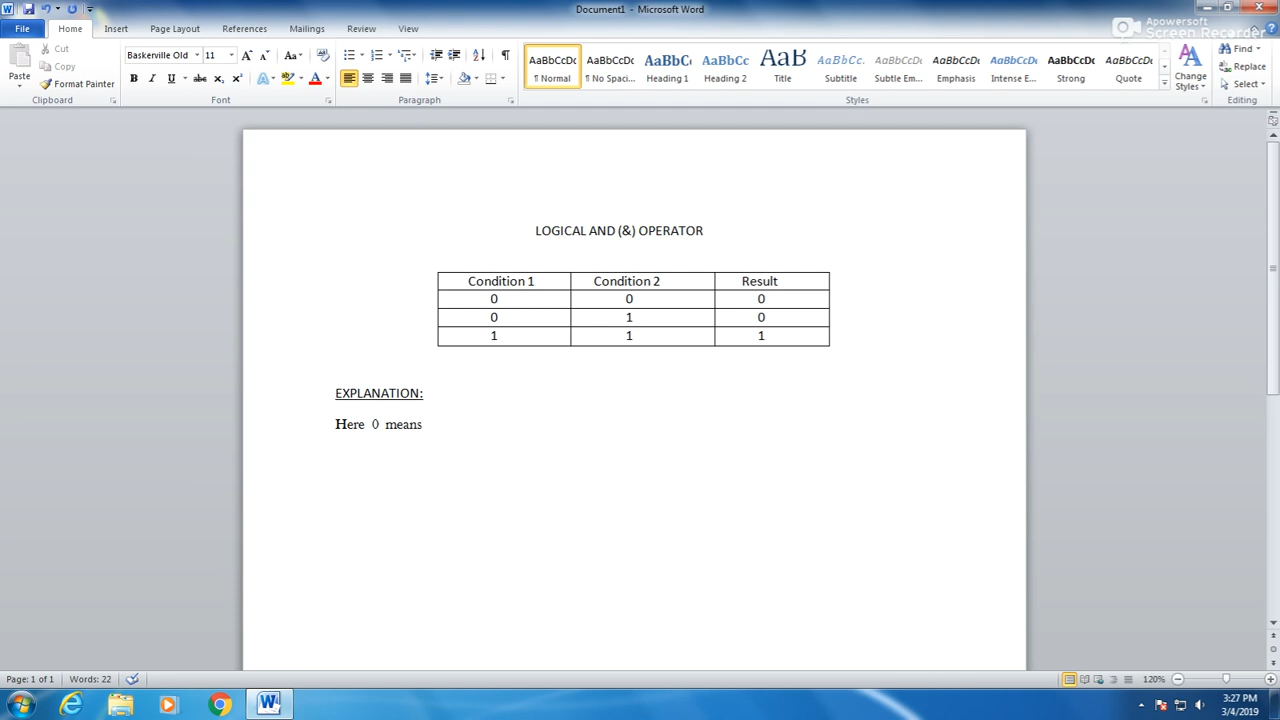 Document1 - Microsoft Word
Apowersoft
Screen Recorder
File Home Insert Page Layout References Mailings Review View
Paste
Cut
Copy
Format Painter
Clipboard
Baskerville Old 11
Font
Paragraph
AaBbCcDc AaBbCcDc AaBbCc AaBbCc AaB AaBbCc. AaBbCcDc AaBbCcDc AaBbCcDc AaBbCcDc AaBbCcDc
¶ Normal ¶ No Spaci... Heading 1 Heading 2 Title Subtitle Subtle Em... Emphasis Intense E... Strong Quote
Change Styles
Styles
Find
Replace
Select
Editing
LOGICAL AND (&) OPERATOR
Condition 1 Condition 2 Result
0 0 0
0 1 0
1 1 1
EXPLANATION:
Here 0 means
Page: 1 of 1 Words: 22 120%
3:27 PM
3/4/2019